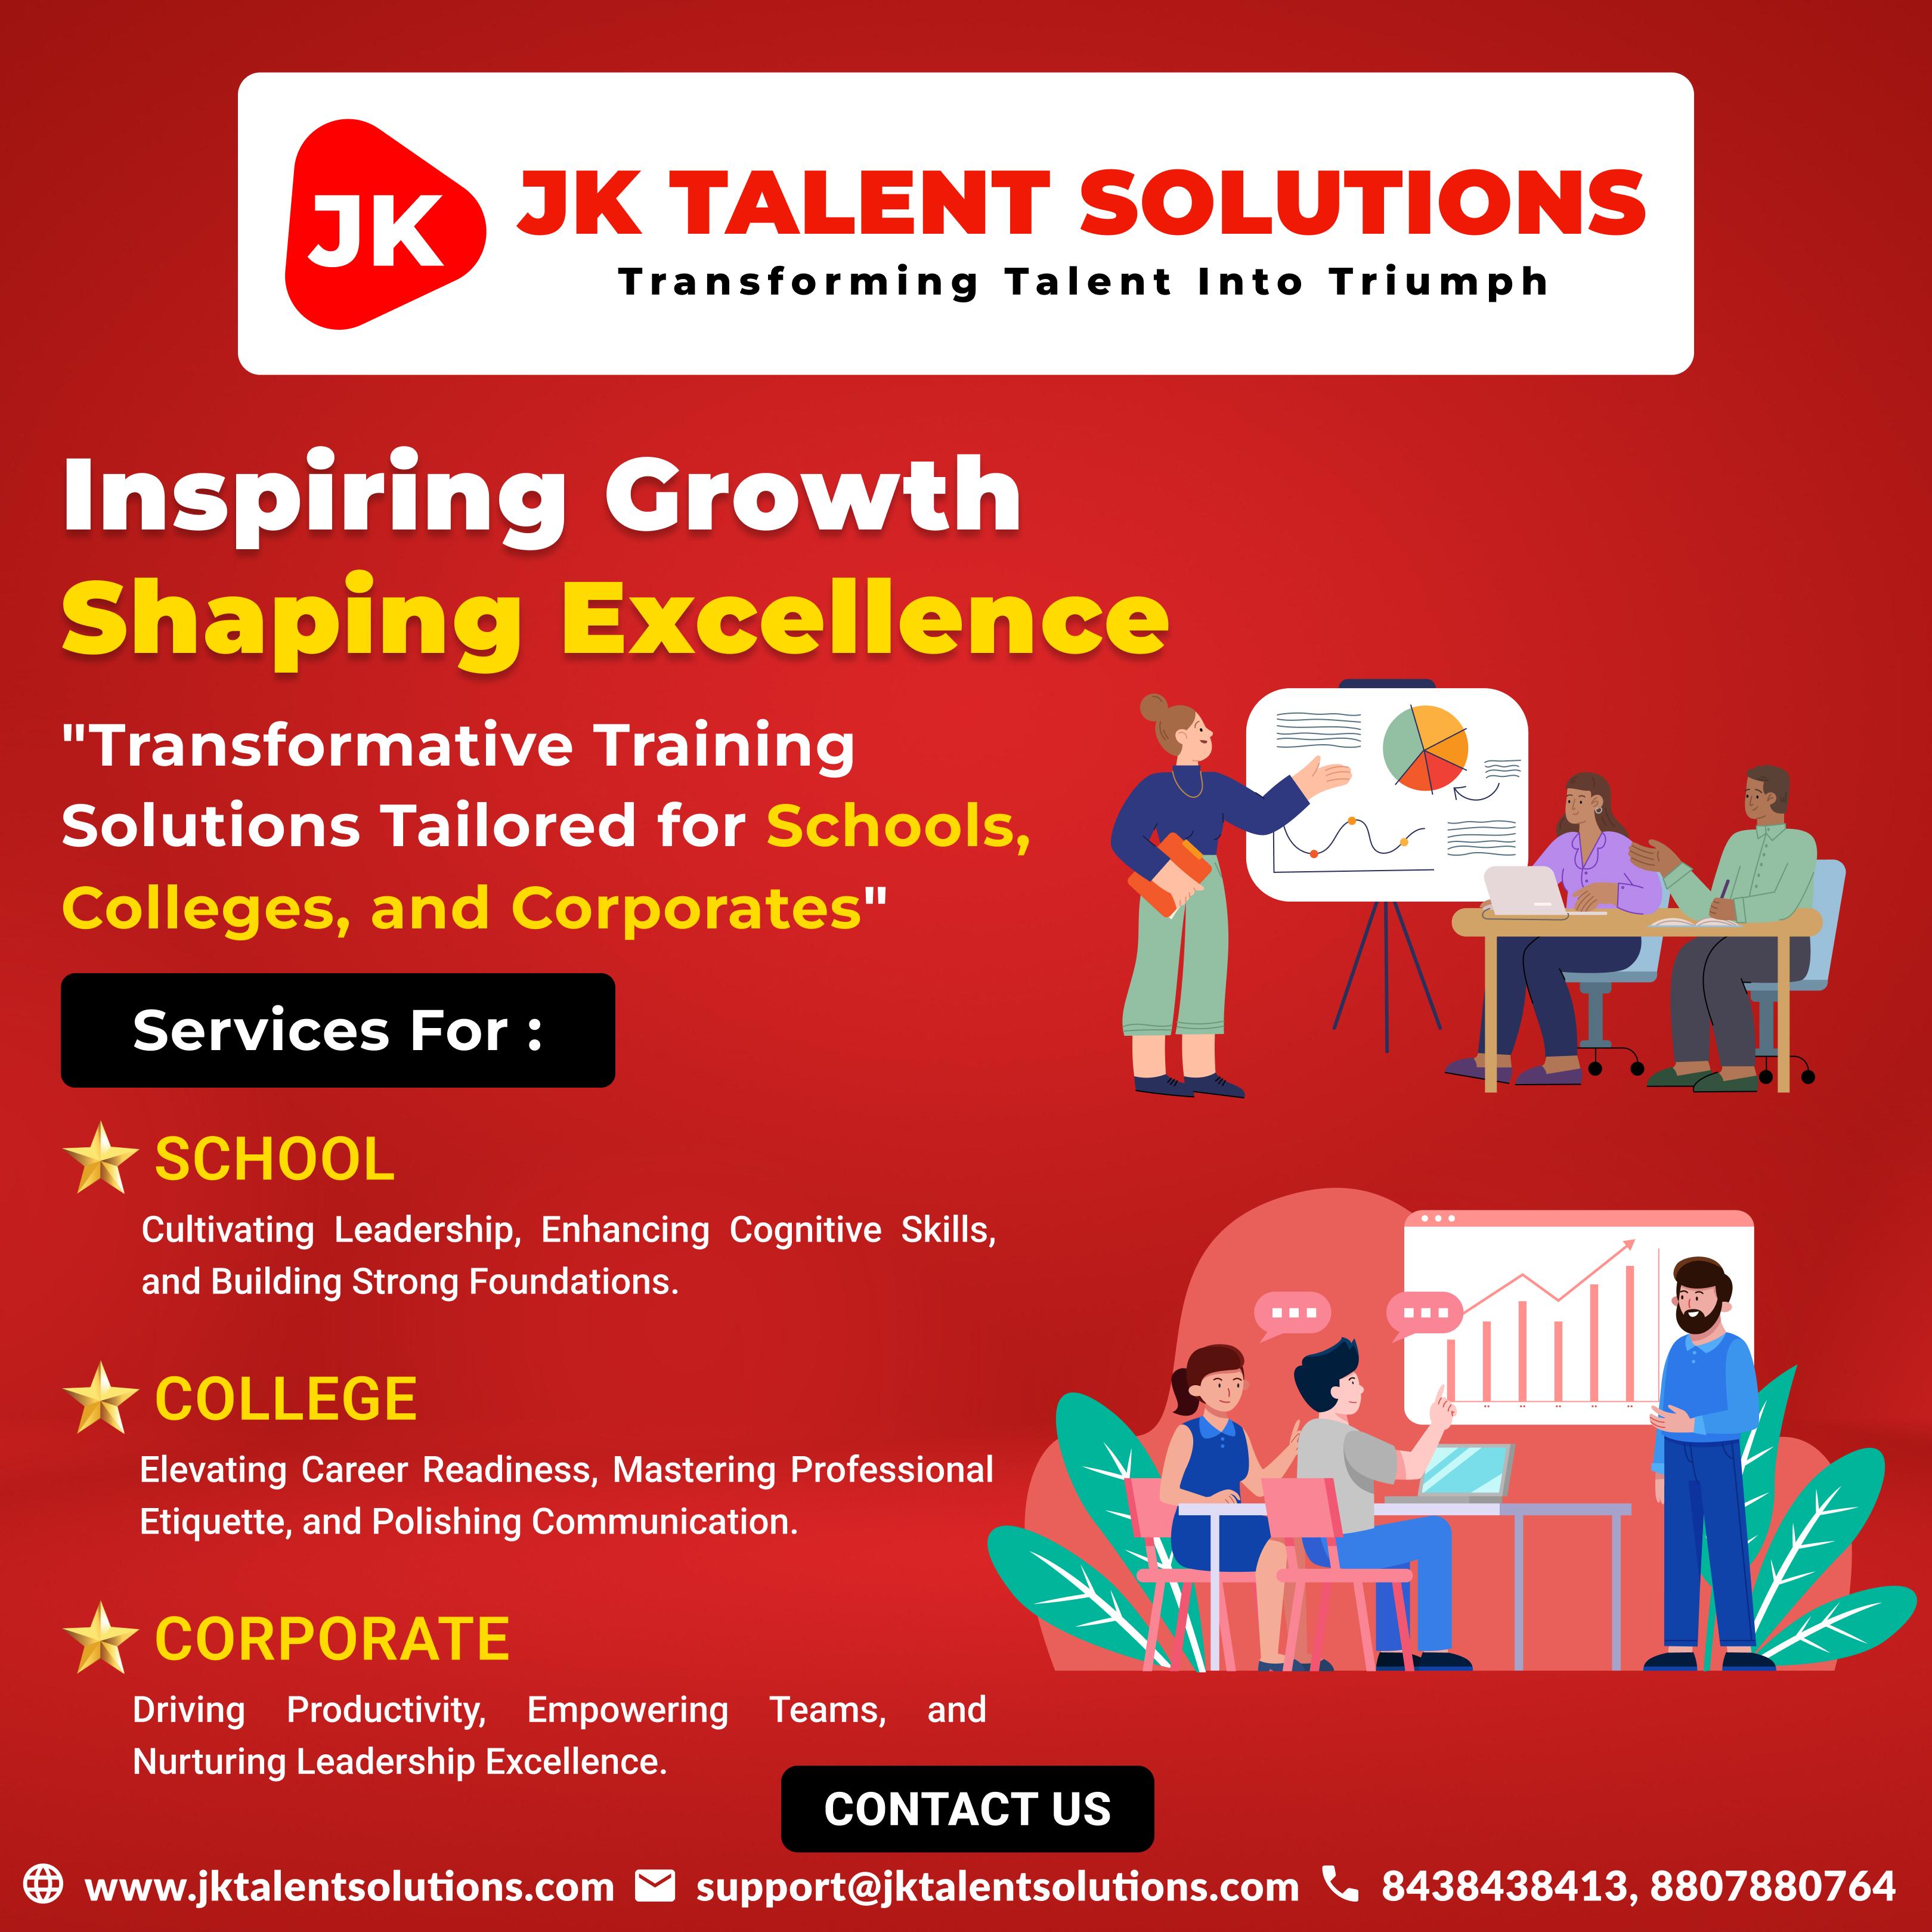 JK
JK TALENT SOLUTIONS
Transforming Talent Into Triumph
Inspiring Growth
Shaping Excellence
"Transformative Training
Solutions Tailored for Schools,
Colleges, and Corporates"
Services For :
SCHOOL
Cultivating Leadership, Enhancing Cognitive Skills,
and Building Strong Foundations.
COLLEGE
Elevating Career Readiness, Mastering Professional
Etiquette, and Polishing Communication.
CORPORATE
Driving Productivity, Empowering Teams, and
Nurturing Leadership Excellence.
CONTACT US
www.jktalentsolutions.com support@jktalentsolutions.com 8438438413, 8807880764